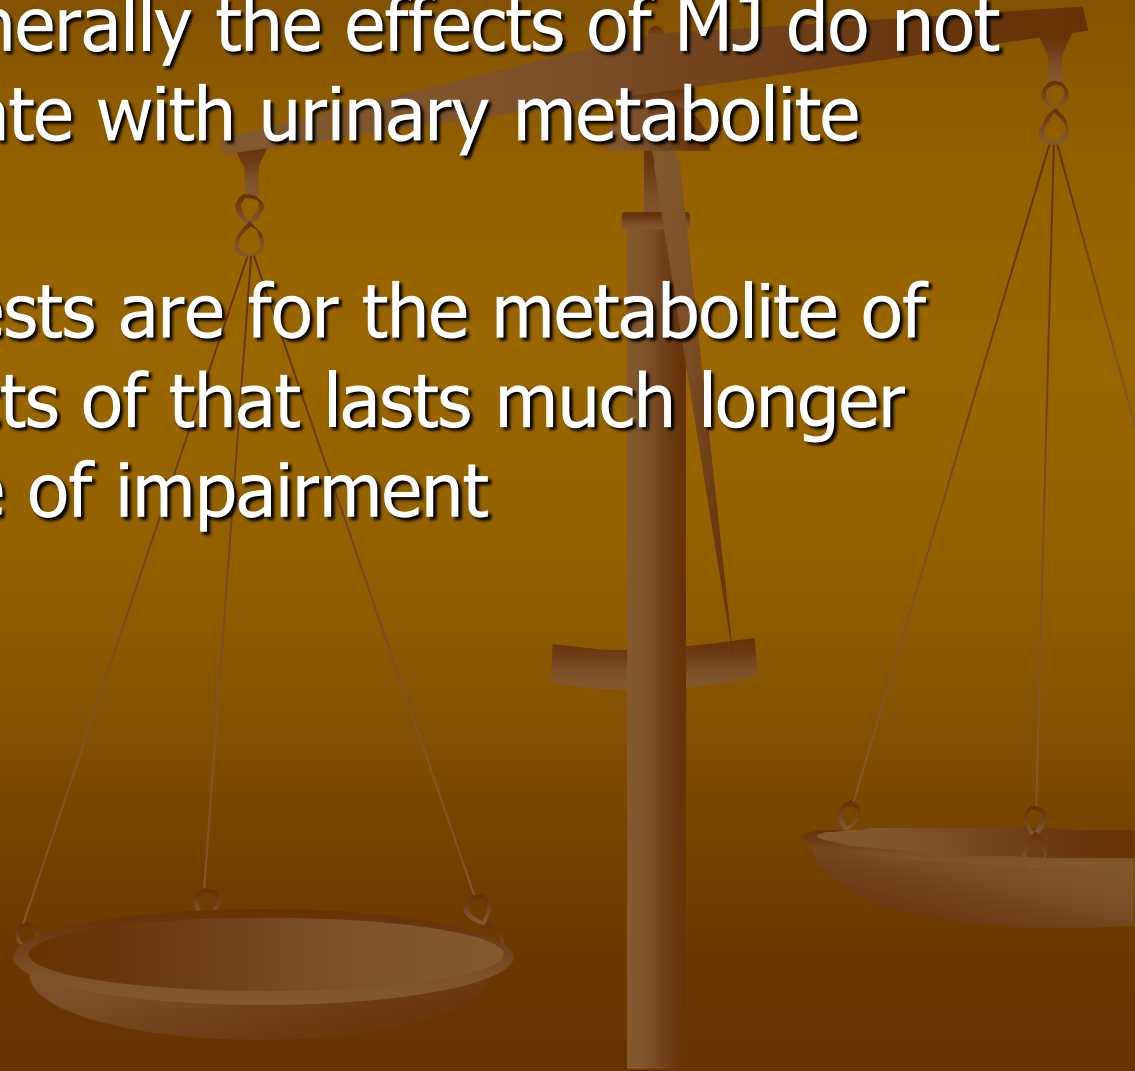 nerally the effects of MJ do not
ate with urinary metabolite
ests are for the metabolite of
ts of that lasts much longer
of impairment